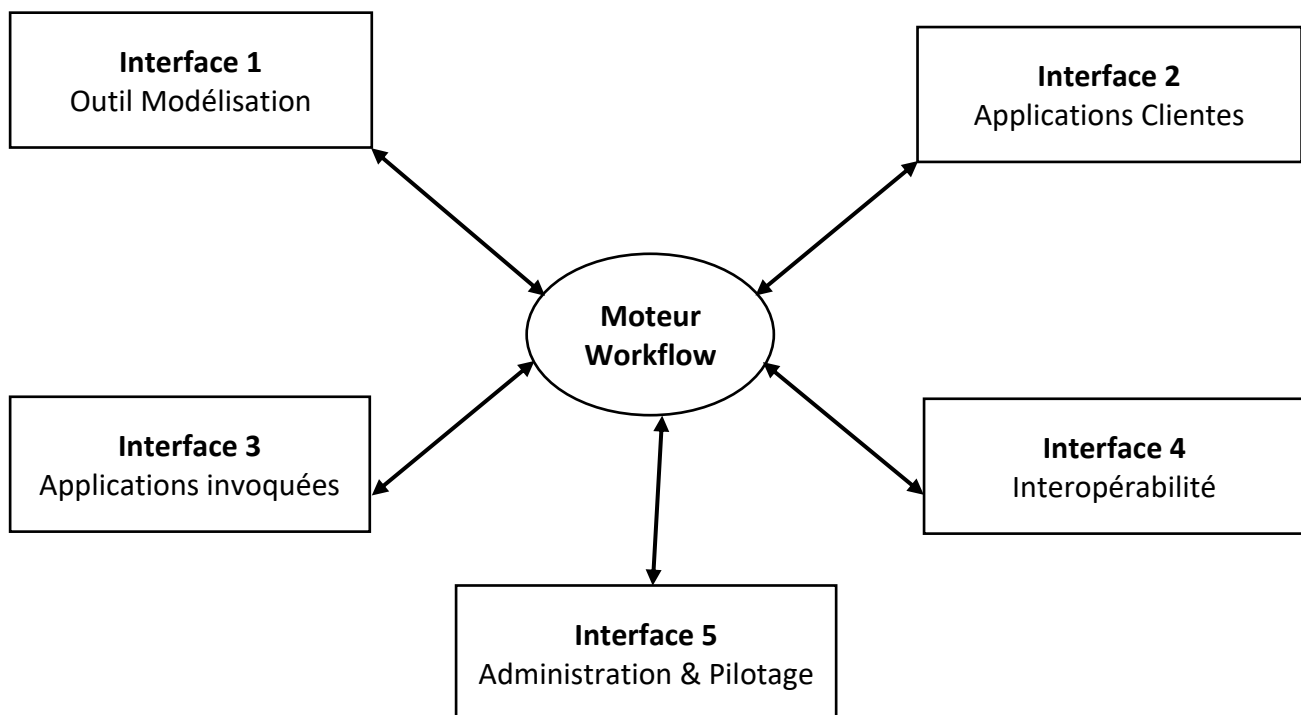 Interface 1
Outil Modélisation
Interface 2
Applications Clientes
Moteur
Workflow
Interface 3
Applications invoquées
Interface 4
Interopérabilité
Interface 5
Administration & Pilotage